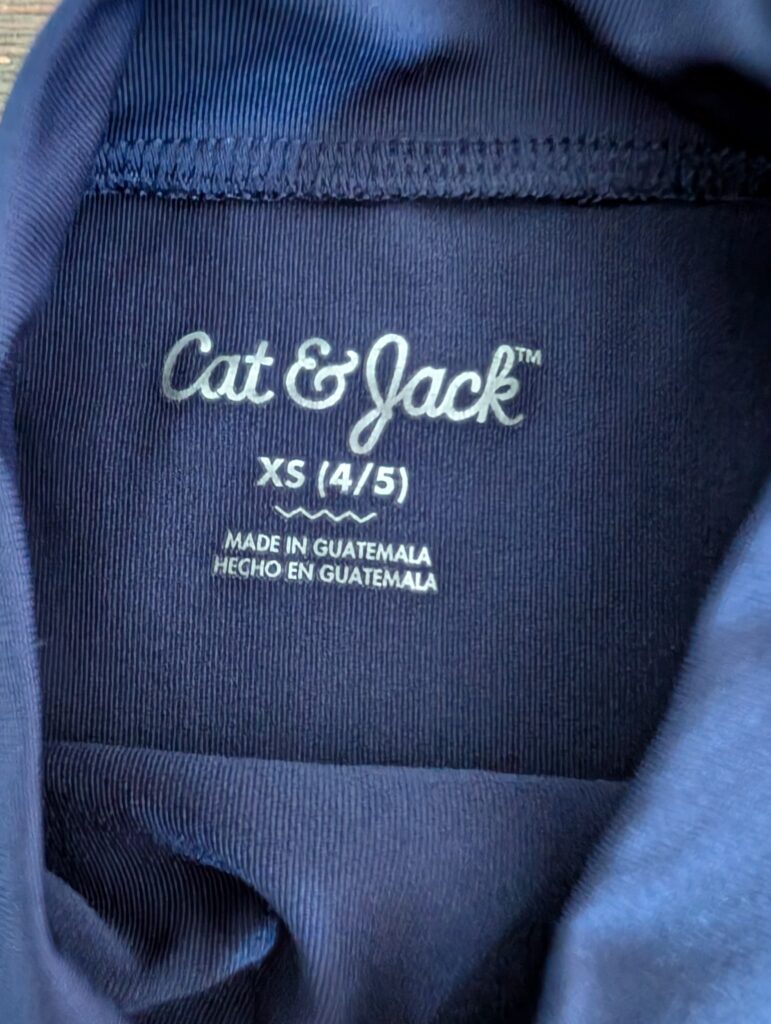 Cat & Jack™
XS (4/5)
MADE IN GUATEMALA
HECHO EN GUATEMALA